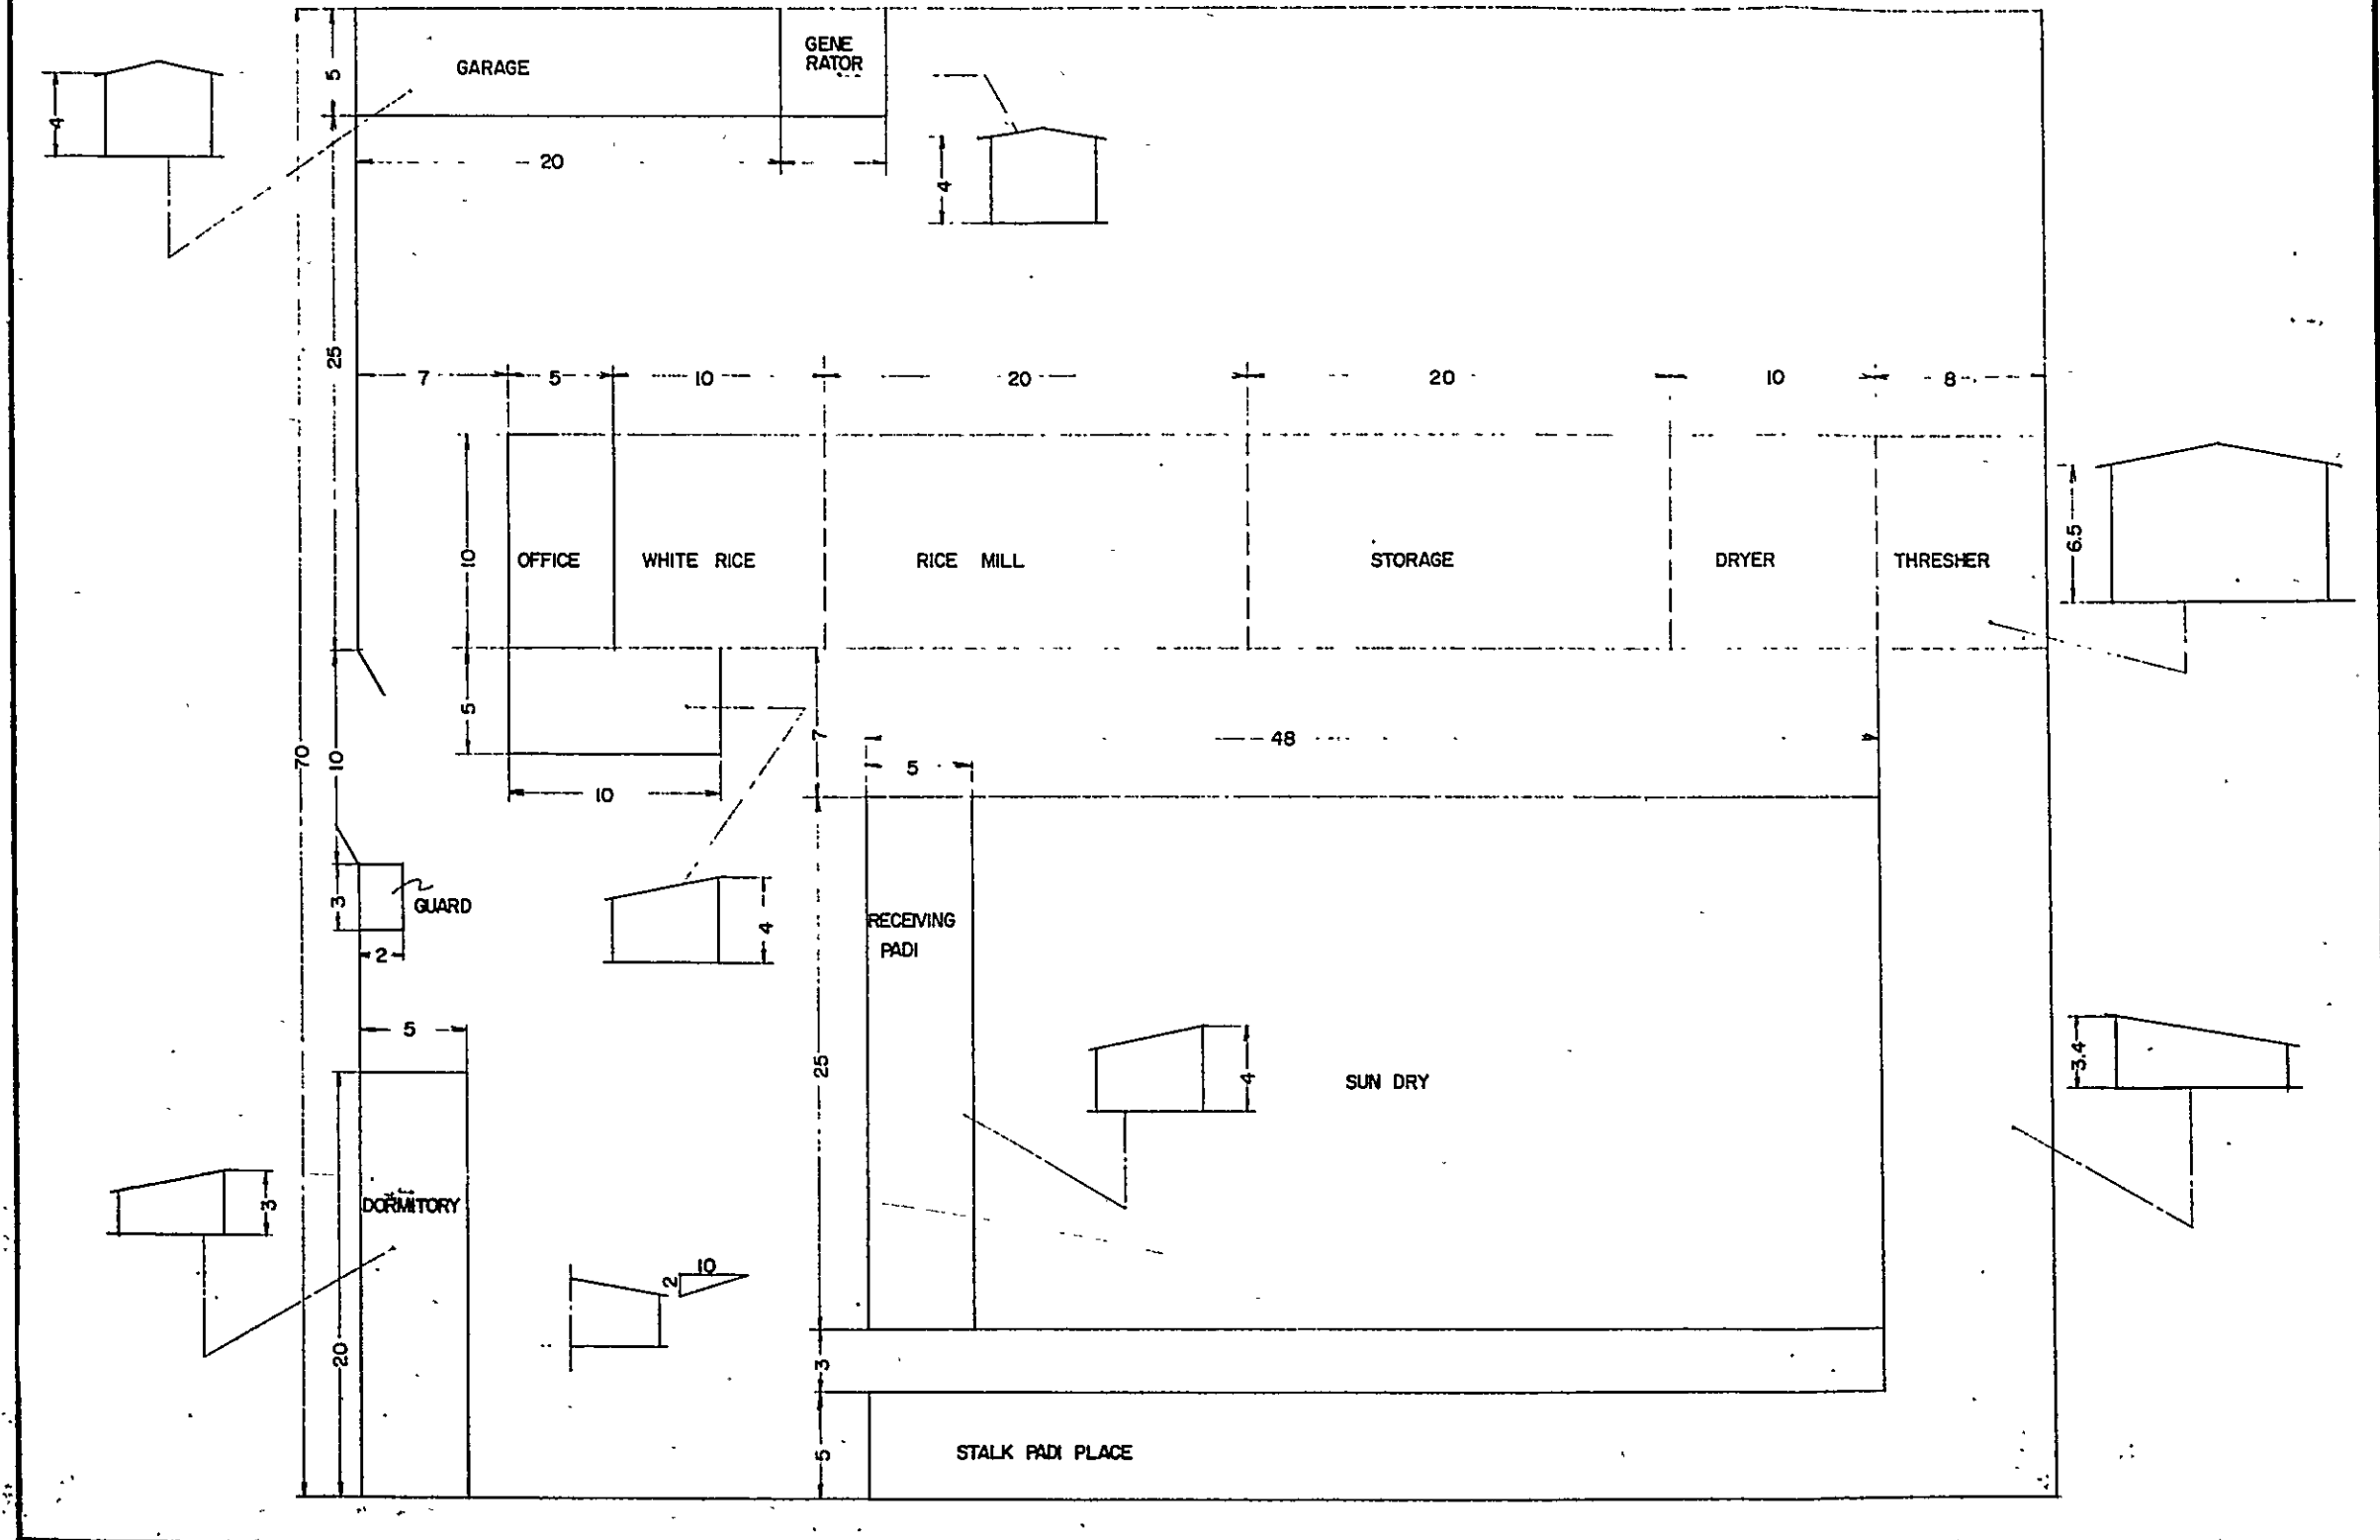 GENE
RATOR
GARAGE
5
4
20
4
25
7
5
10
20
20
10
8
10
OFFICE
WHITE RICE
RICE MILL
STORAGE
DRYER
THRESHER
6.5
5
7
48
70
10
5
10
3
GUARD
4
RECEIVING
PADI
2
5
25
4
SUN DRY
3.4
3
DORMITORY
10
2
20
3
5
STALK PADI PLACE